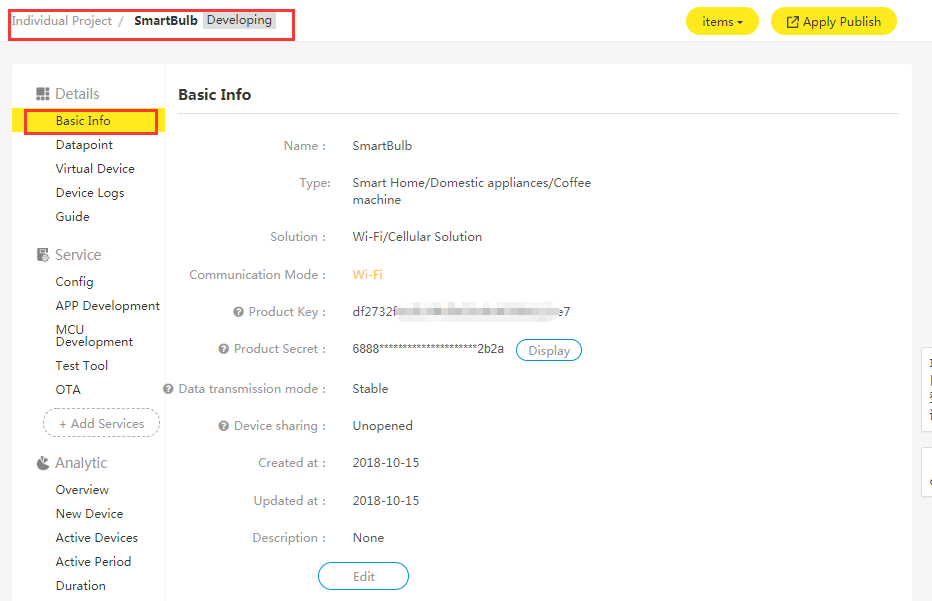 Individual Project / SmartBulb Developing
items
Apply Publish
Details
Basic Info
Datapoint
Virtual Device
Device Logs
Guide
Service
Config
APP Development
MCU
Development
Test Tool
OTA
+ Add Services
Analytic
Overview
New Device
Active Devices
Active Period
Duration
Basic Info
Name : SmartBulb
Type: Smart Home/Domestic appliances/Coffee
machine
Solution : Wi-Fi/Cellular Solution
Communication Mode : Wi-Fi
? Product Key : df2732f e7
? Product Secret : 6888********************2b2a Display
? Data transmission mode : Stable
? Device sharing : Unopened
Created at : 2018-10-15
Updated at : 2018-10-15
Description : None
Edit